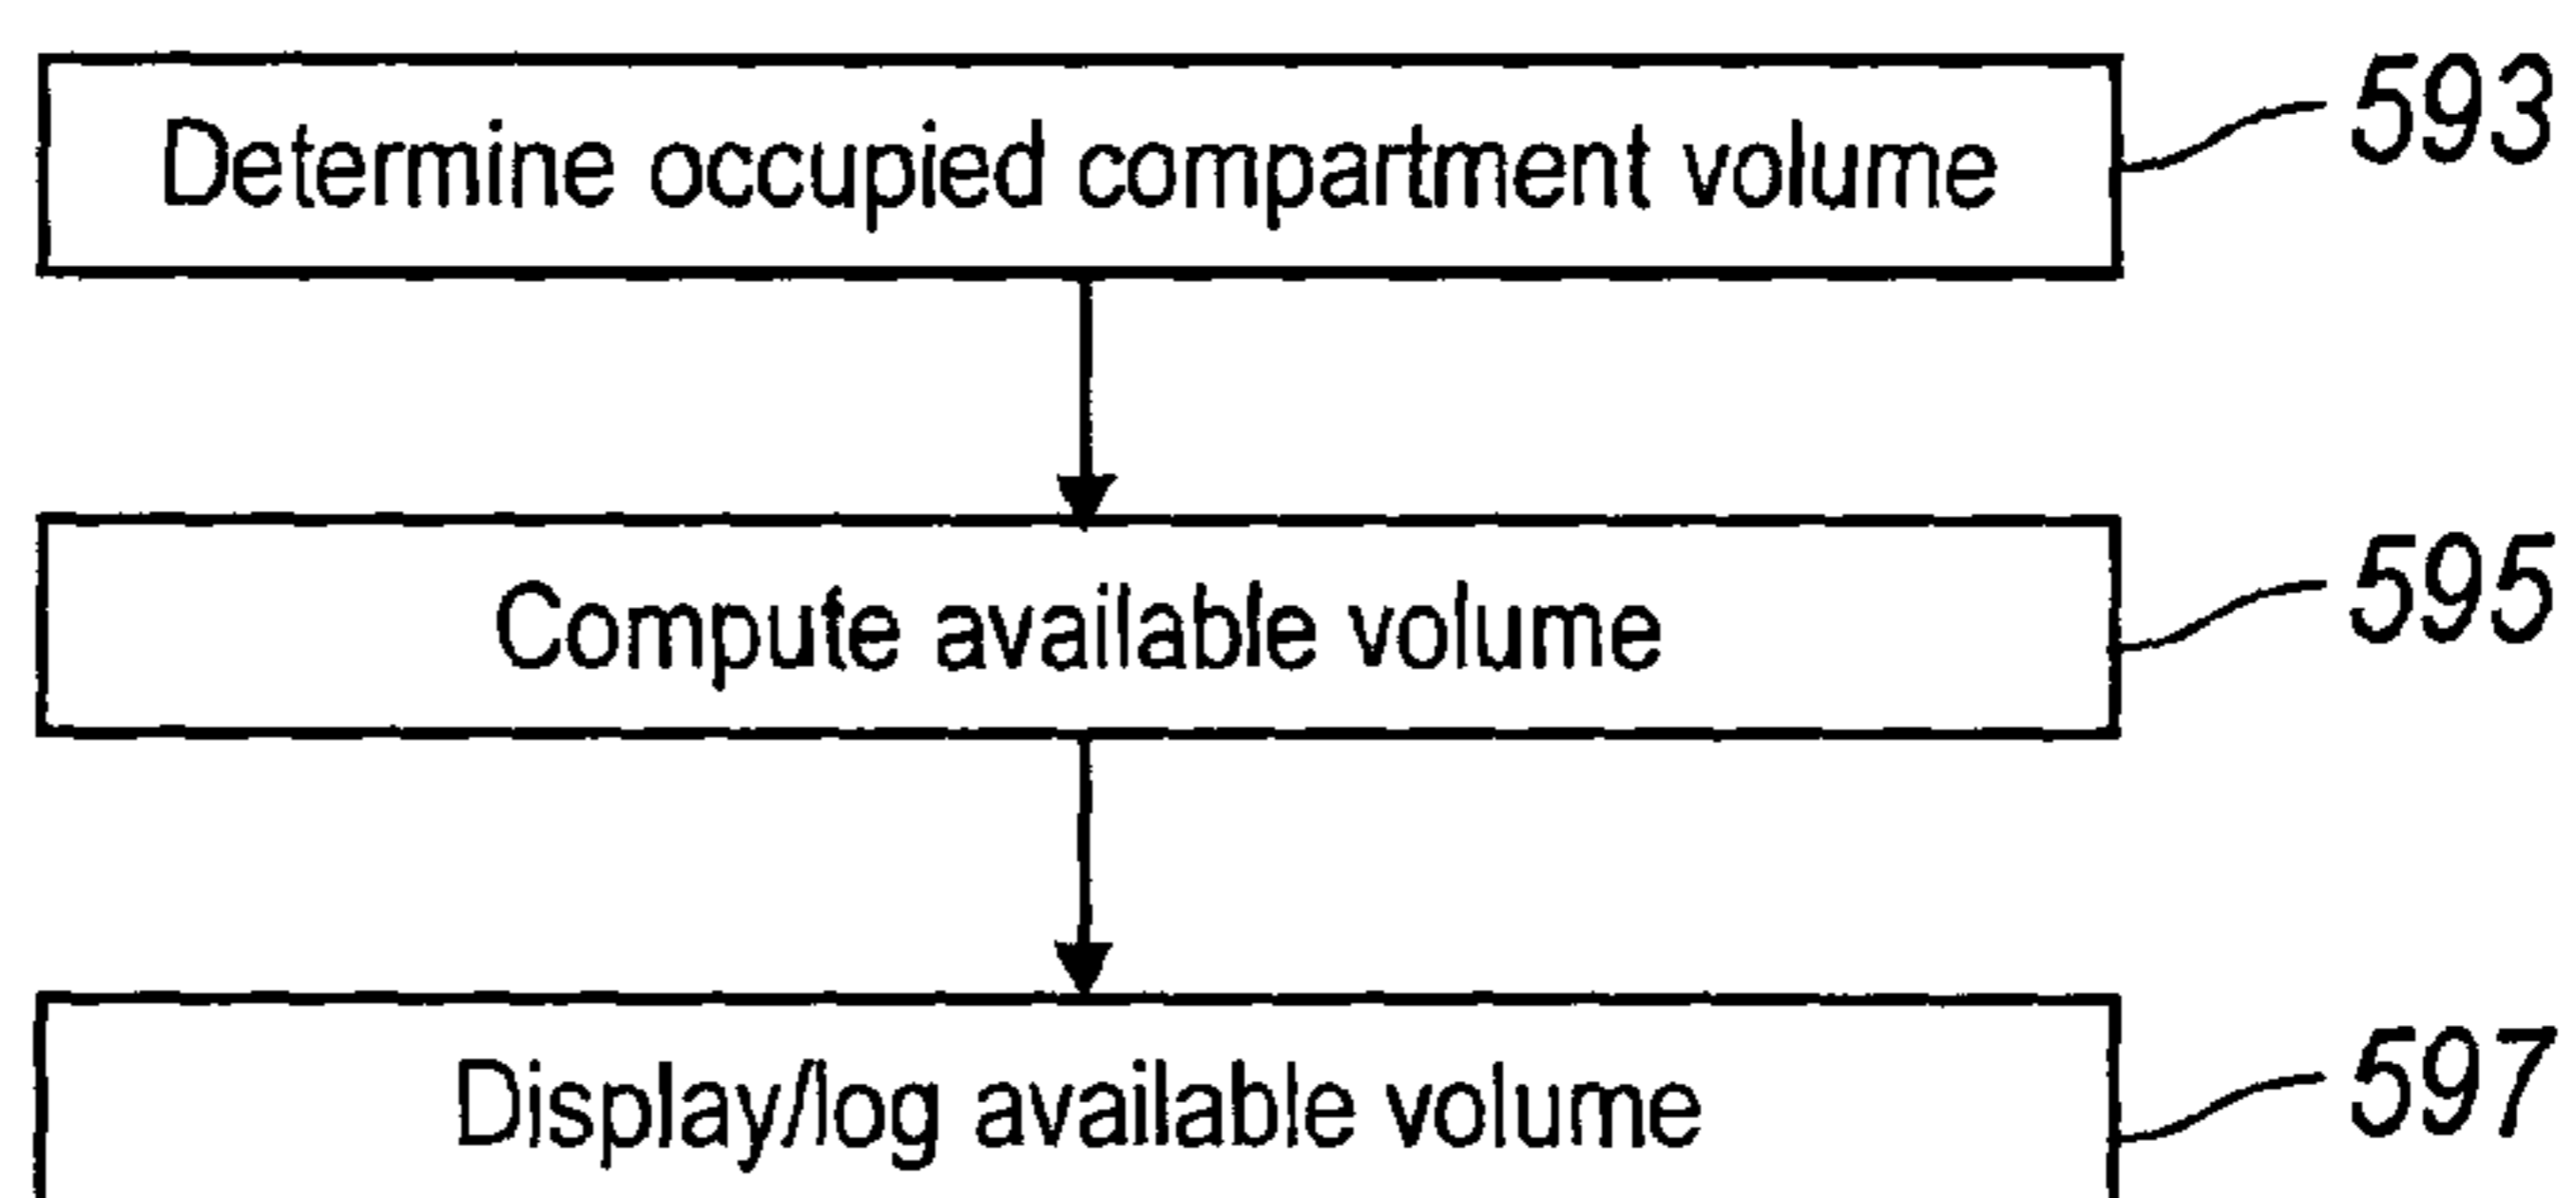 Determine occupied compartment volume 593
Compute available volume 595
Display/log available volume 597